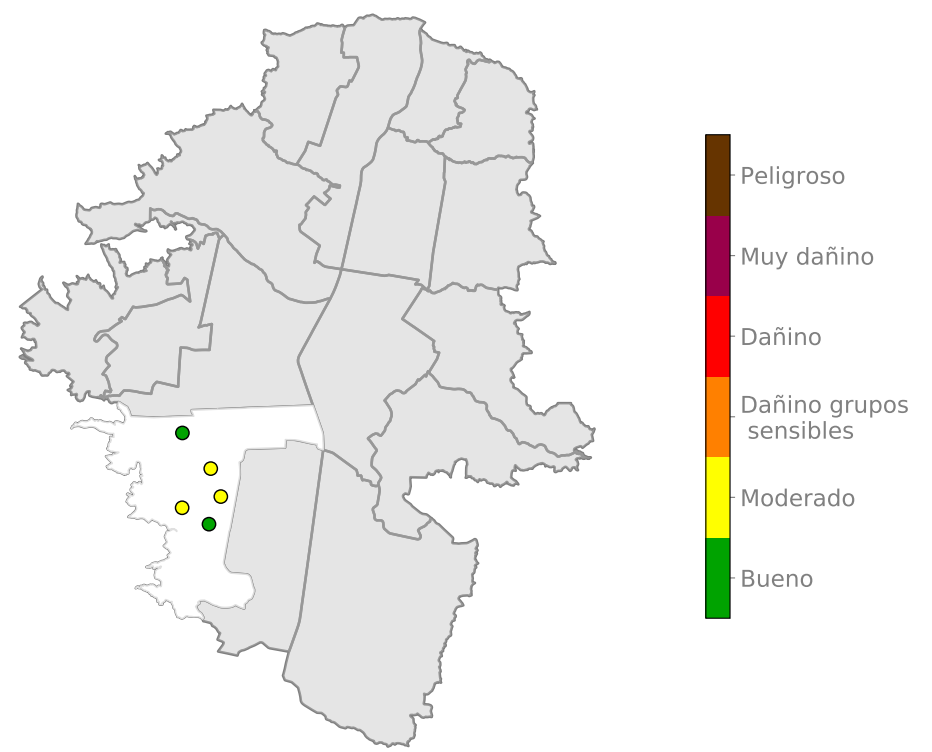 Peligroso
Muy dañino
Dañino
Dañino grupos
sensibles
Moderado
Bueno